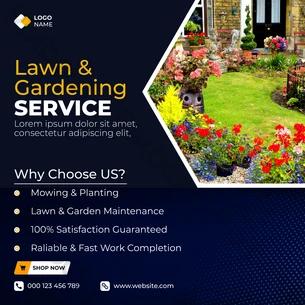 LOGO
NAME
Lawn &
Gardening
SERVICE
Lorem ipsum dolor sit amet,
consectetur adipiscing elit,
Why Choose US?
Mowing & Planting
Lawn & Garden Maintenance
100% Satisfaction Guaranteed
Raliable & Fast Work Completion
SHOP NOW
000 123 456 789
www.website.com